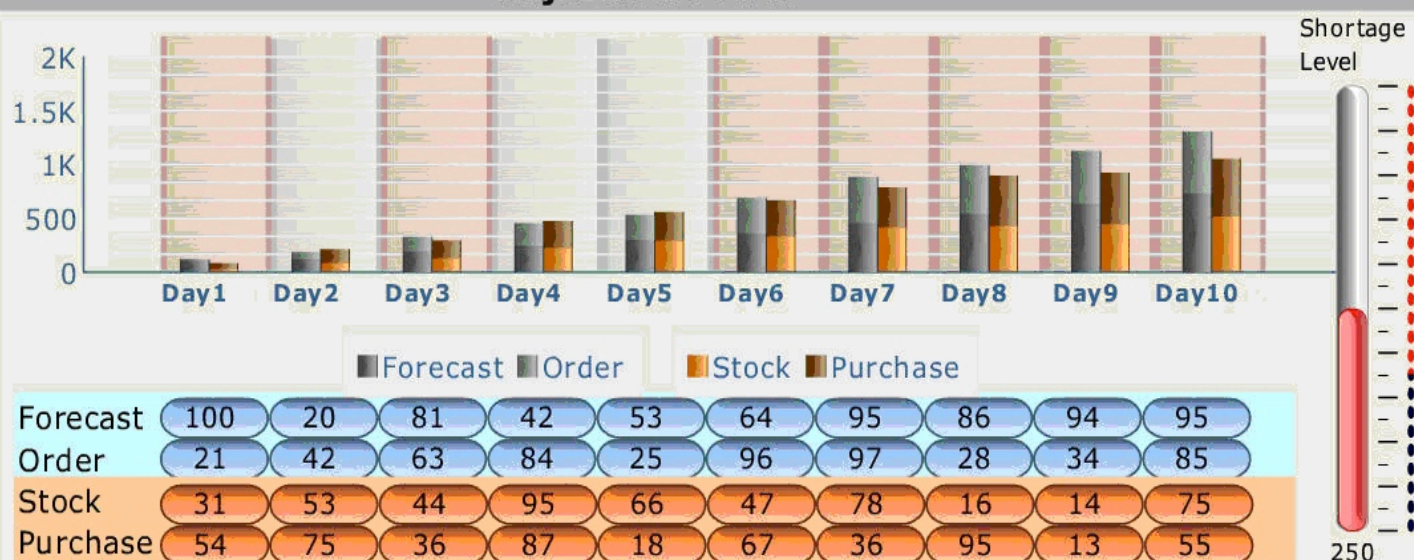 Shortage
Level
2K
1.5K
1K
500
0
Day1 Day2 Day3 Day4 Day5 Day6 Day7 Day8 Day9 Day10
Forecast Order Stock Purchase
Forecast 100 20 81 42 53 64 95 86 94 95
Order 21 42 63 84 25 96 97 28 34 85
Stock 31 53 44 95 66 47 78 16 14 75
Purchase 54 75 36 87 18 67 36 95 13 55
250